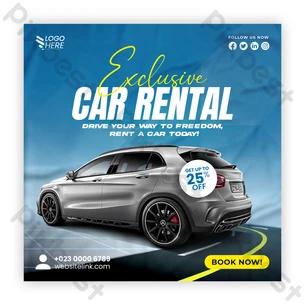 LOGO
HERE
FOLLOW US NOW
Exclusive
CAR RENTAL
DRIVE YOUR WAY TO FREEDOM,
RENT A CAR TODAY!
GET UP TO
25%
OFF
+023 0000 6789
websitelink.com
BOOK NOW!